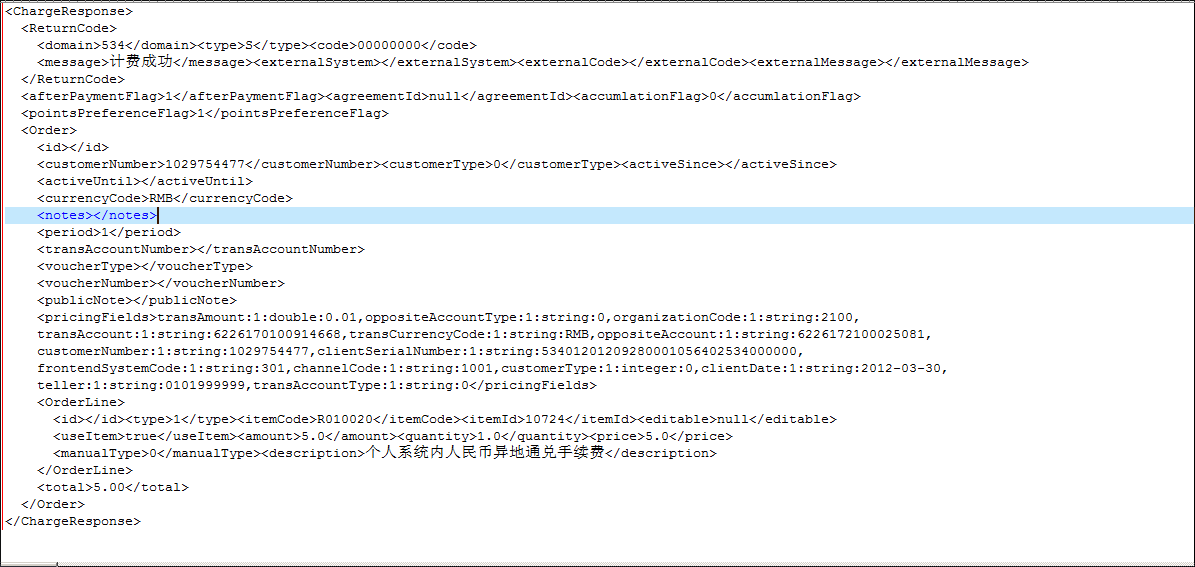 <ChargeResponse>
<ReturnCode>
<domain>534</domain><type>S</type><code>00000000</code>
<message>计费成功</message><externalSystem></externalSystem><externalCode></externalCode><externalMessage></externalMessage>
</ReturnCode>
<afterPaymentFlag>1</afterPaymentFlag><agreementId>null</agreementId><accumlationFlag>0</accumlationFlag>
<pointsPreferenceFlag>1</pointsPreferenceFlag>
<Order>
<id></id>
<customerNumber>1029754477</customerNumber><customerType>0</customerType><activeSince></activeSince>
<activeUntil></activeUntil>
<currencyCode>RMB</currencyCode>
<notes></notes>
<period>1</period>
<transAccountNumber></transAccountNumber>
<voucherType></voucherType>
<voucherNumber></voucherNumber>
<publicNote></publicNote>
<pricingFields>transAmount:1:double:0.01,oppositeAccountType:1:string:0,organizationCode:1:string:2100,
transAccount:1:string:6226170100914668,transCurrencyCode:1:string:RMB,oppositeAccount:1:string:6226172100025081,
customerNumber:1:string:1029754477,clientSerialNumber:1:string:5340120120928000105640253400​0000,
frontendSystemCode:1:string:301,channelCode:1:string:1001,customerType:1:integer:0,clientDate:1:string:2012-03-30,
teller:1:string:0101999999,transAccountType:1:string:0</pricingFields>
<OrderLine>
<id></id><type>1</type><itemCode>R010020</itemCode><itemId>10724</itemId><editable>null</editable>
<useItem>true</useItem><amount>5.0</amount><quantity>1.0</quantity><price>5.0</price>
<manualType>0</manualType><description>个人系统内人民币异地通兑手续费</description>
</OrderLine>
<total>5.00</total>
</Order>
</ChargeResponse>